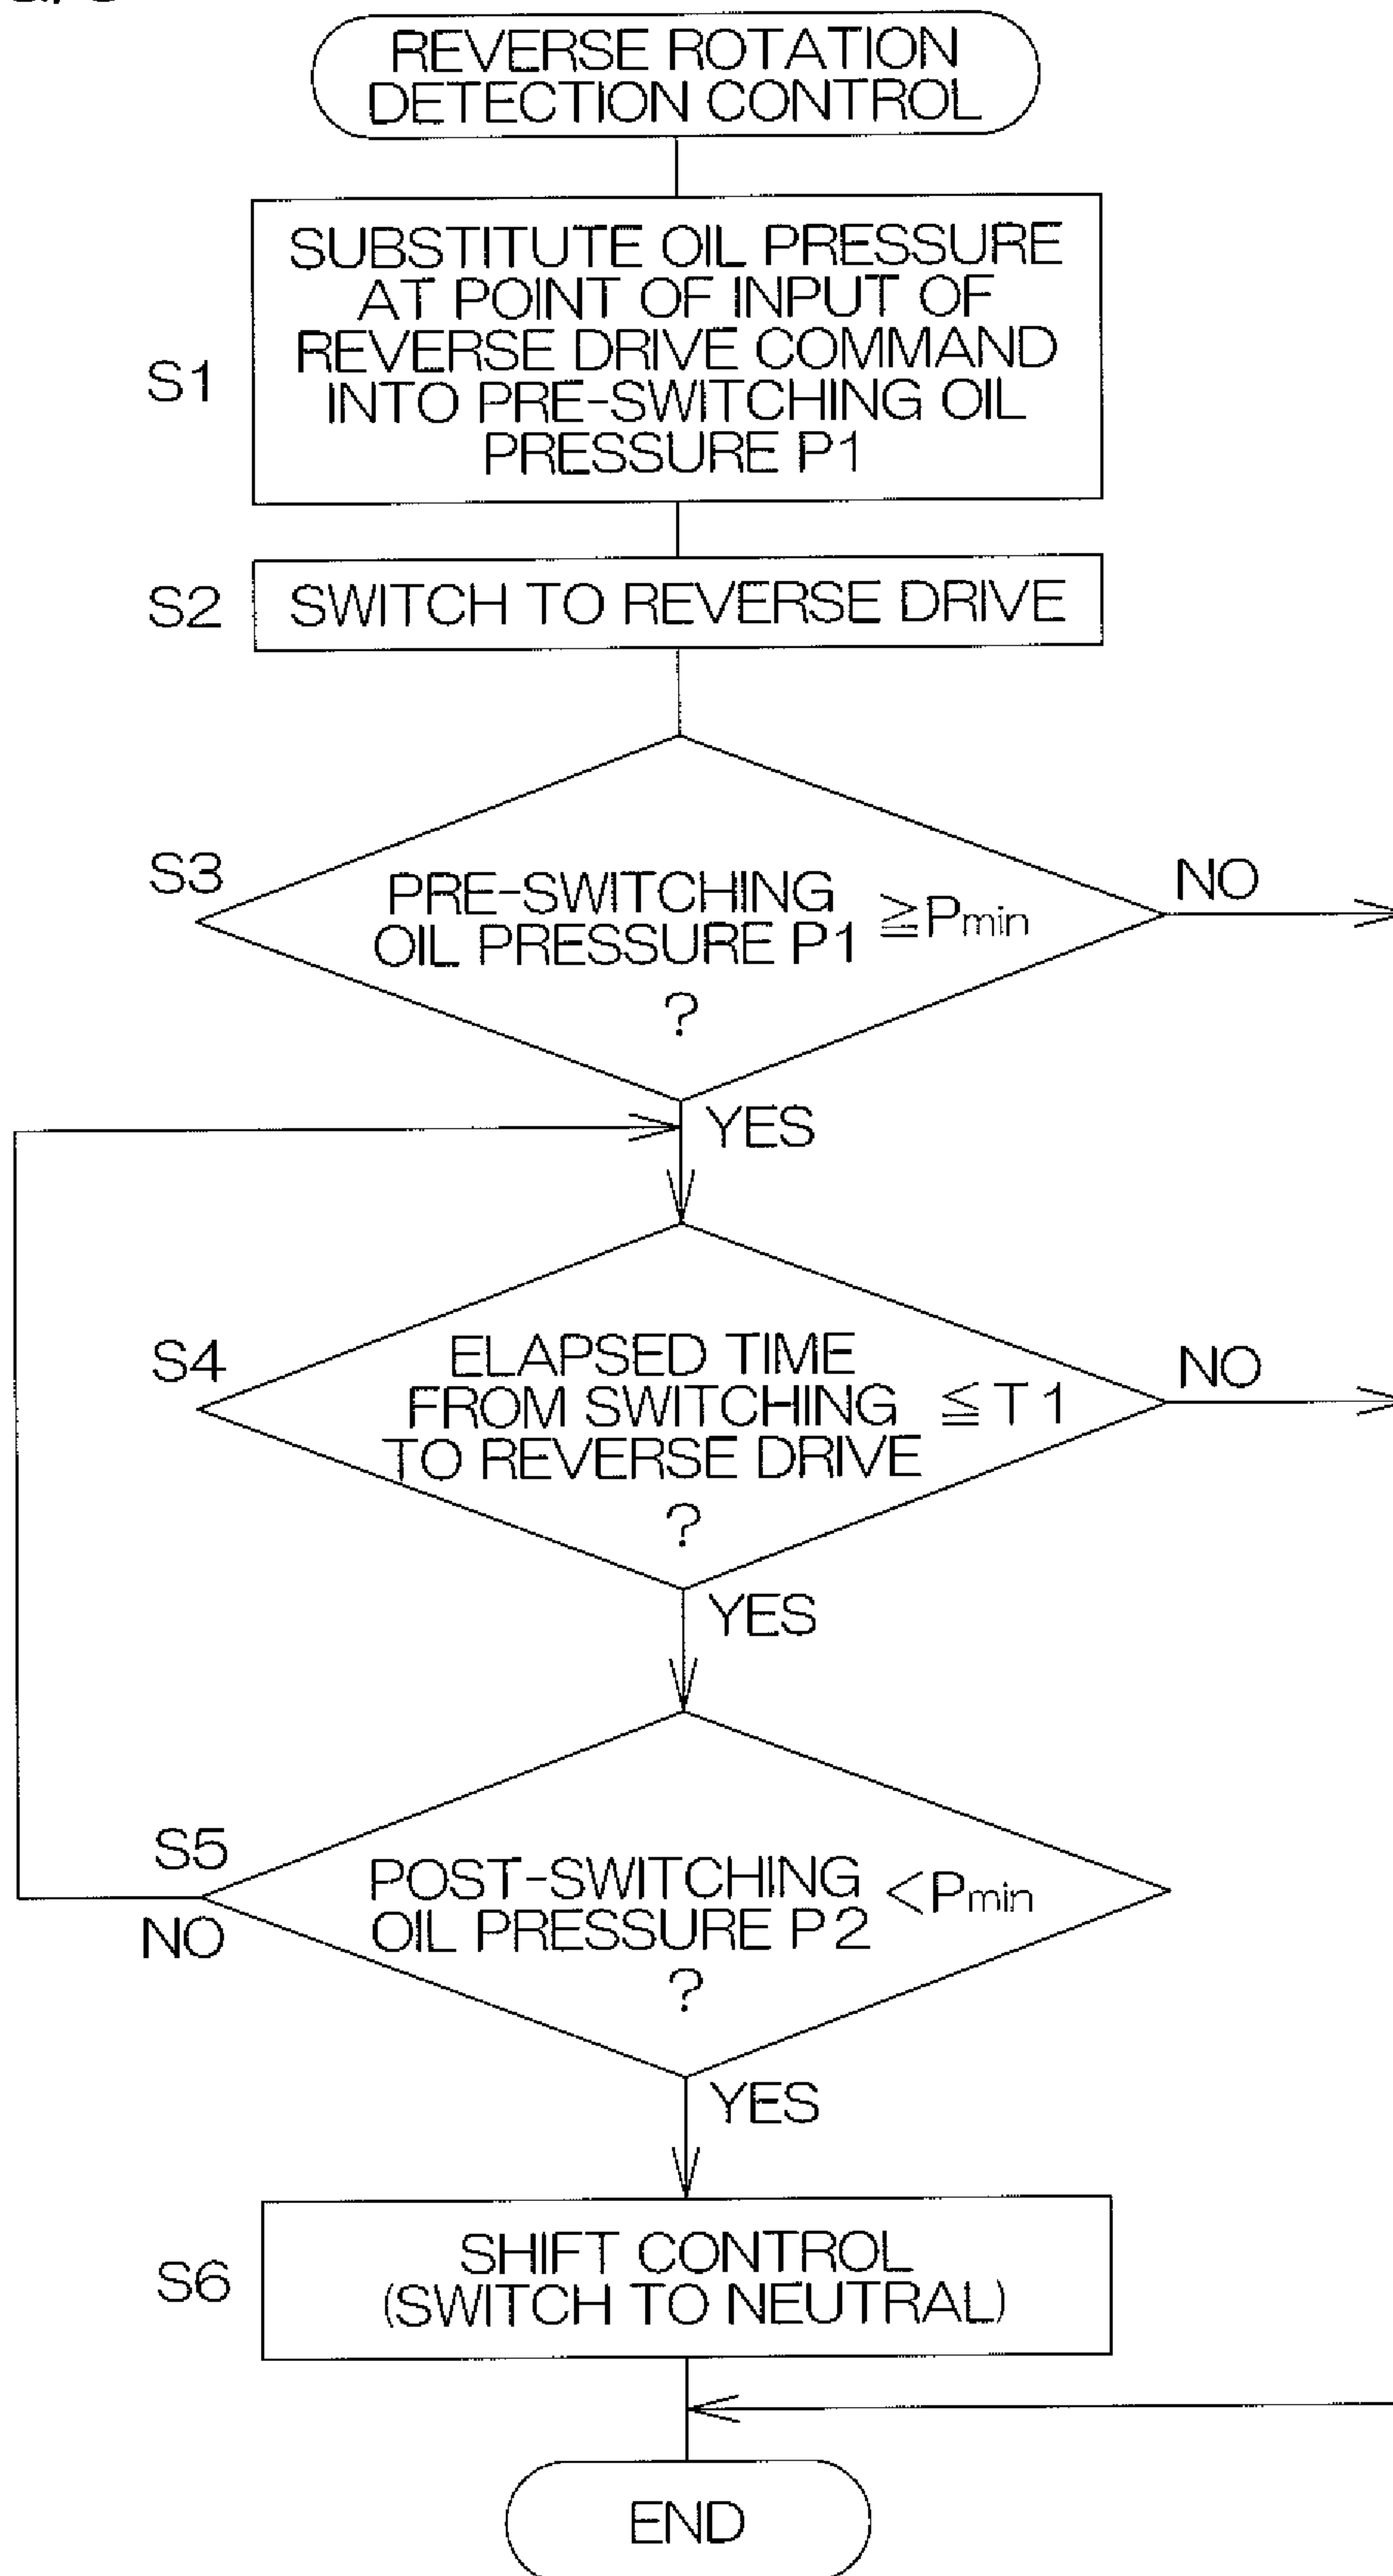 REVERSE ROTATION
DETECTION CONTROL
SUBSTITUTE OIL PRESSURE
AT POINT OF INPUT OF
REVERSE DRIVE COMMAND
INTO PRE-SWITCHING OIL
PRESSURE P1
S1
S2
SWITCH TO REVERSE DRIVE
S3
PRE-SWITCHING
OIL PRESSURE P1 ≧Pmin
?
NO
YES
S4
ELAPSED TIME
FROM SWITCHING ≦ T1
TO REVERSE DRIVE
?
NO
YES
S5
NO
POST-SWITCHING
OIL PRESSURE P2 <Pmin
?
YES
S6
SHIFT CONTROL
(SWITCH TO NEUTRAL)
END